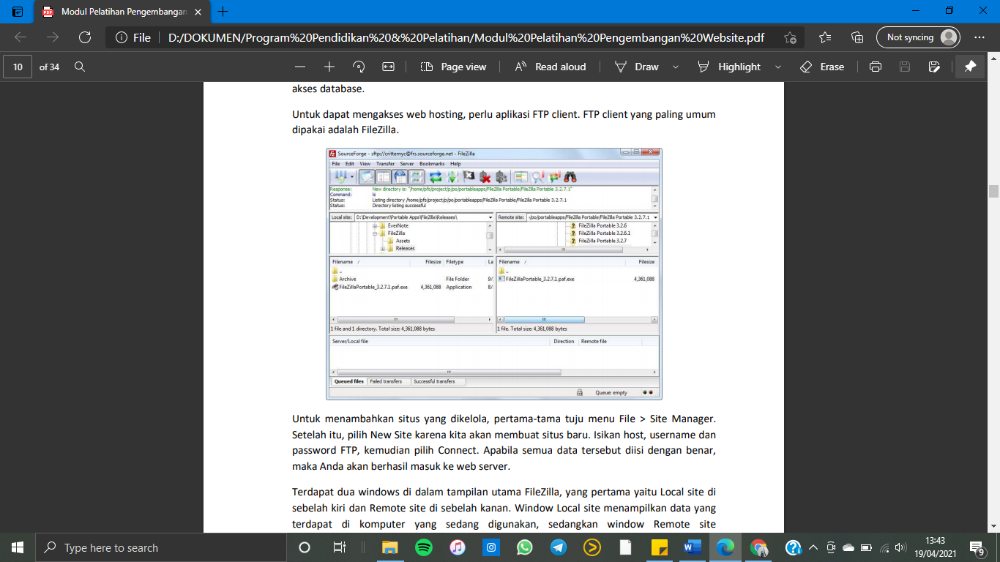 Modul Pelatihan Pengembangan
File D:/DOKUMEN/Program%20Pendidikan%20&%20Pelatihan/Modul%20Pelatihan%20Pengembangan%20Website.pdf Not syncing
10 of 34 Page view Read aloud Draw Highlight Erase
akses database.
Untuk dapat mengakses web hosting, perlu aplikasi FTP client. FTP client yang paling umum
dipakai adalah FileZilla.
SourceForge - sftp://critternyc@frs.sourceforge.net - FileZilla
File Edit View Transfer Server Bookmarks Help
Response: New directory is: "/home/pfs/project/p/po/portableapps/FileZilla Portable/FileZilla Portable 3.2.7.1"
Command: ls
Status: Listing directory /home/pfs/project/p/po/portableapps/FileZilla Portable/FileZilla Portable 3.2.7.1
Status: Directory listing successful
Local site: D:\Development\Portable Apps\FileZilla\Releases\
EverNote
FileZilla
Assets
Releases
Remote site: -/po/portableapps/FileZilla Portable/FileZilla Portable 3.2.7.1
FileZilla Portable 3.2.6
FileZilla Portable 3.2.6.1
FileZilla Portable 3.2.7
Filename / Filesize Filetype La
..
Archive File Folder 9/
FileZillaPortable_3.2.7.1.paf.exe 4,361,088 Application 8/
1 file and 1 directory. Total size: 4,361,088 bytes
Filename / Filesize
..
FileZillaPortable_3.2.7.1.paf.exe 4,361,088
1 file. Total size: 4,361,088 bytes
Server/Local file Direction Remote file
Queued files Failed transfers Successful transfers
Queue: empty
Untuk menambahkan situs yang dikelola, pertama-tama tuju menu File > Site Manager.
Setelah itu, pilih New Site karena kita akan membuat situs baru. Isikan host, username dan
password FTP, kemudian pilih Connect. Apabila semua data tersebut diisi dengan benar,
maka Anda akan berhasil masuk ke web server.
Terdapat dua windows di dalam tampilan utama FileZilla, yang pertama yaitu Local site di
sebelah kiri dan Remote site di sebelah kanan. Window Local site menampilkan data yang
terdapat di komputer yang sedang digunakan, sedangkan window Remote site
Type here to search
13:43
19/04/2021
9